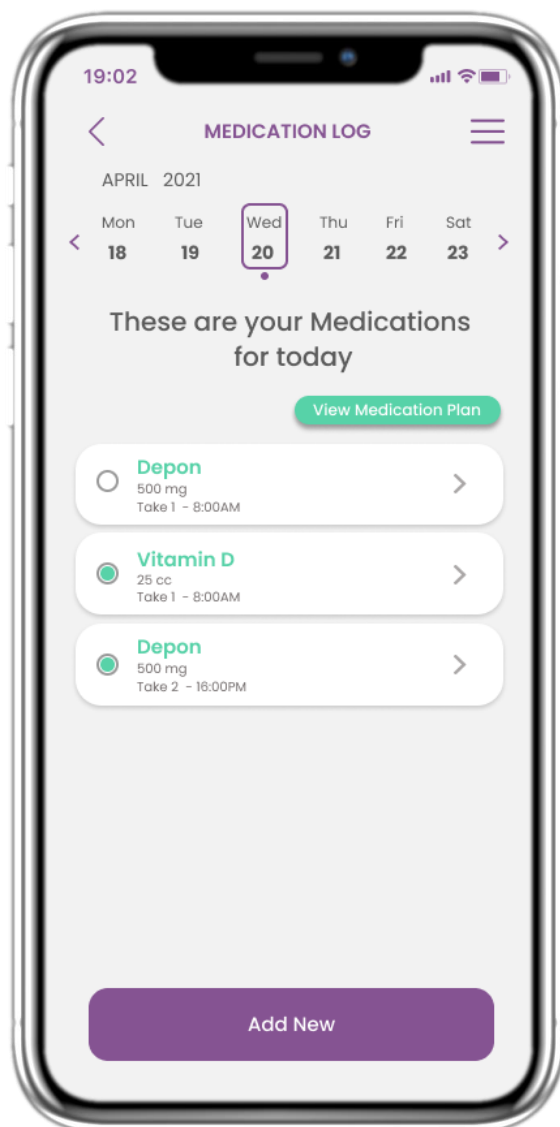 19:02
MEDICATION LOG
APRIL 2021
Mon Tue Wed Thu Fri Sat
18 19 20 21 22 23
These are your Medications
for today
View Medication Plan
Depon
500 mg
Take 1 - 8:00AM
Vitamin D
25 cc
Take 1 - 8:00AM
Depon
500 mg
Take 2 - 16:00PM
Add New